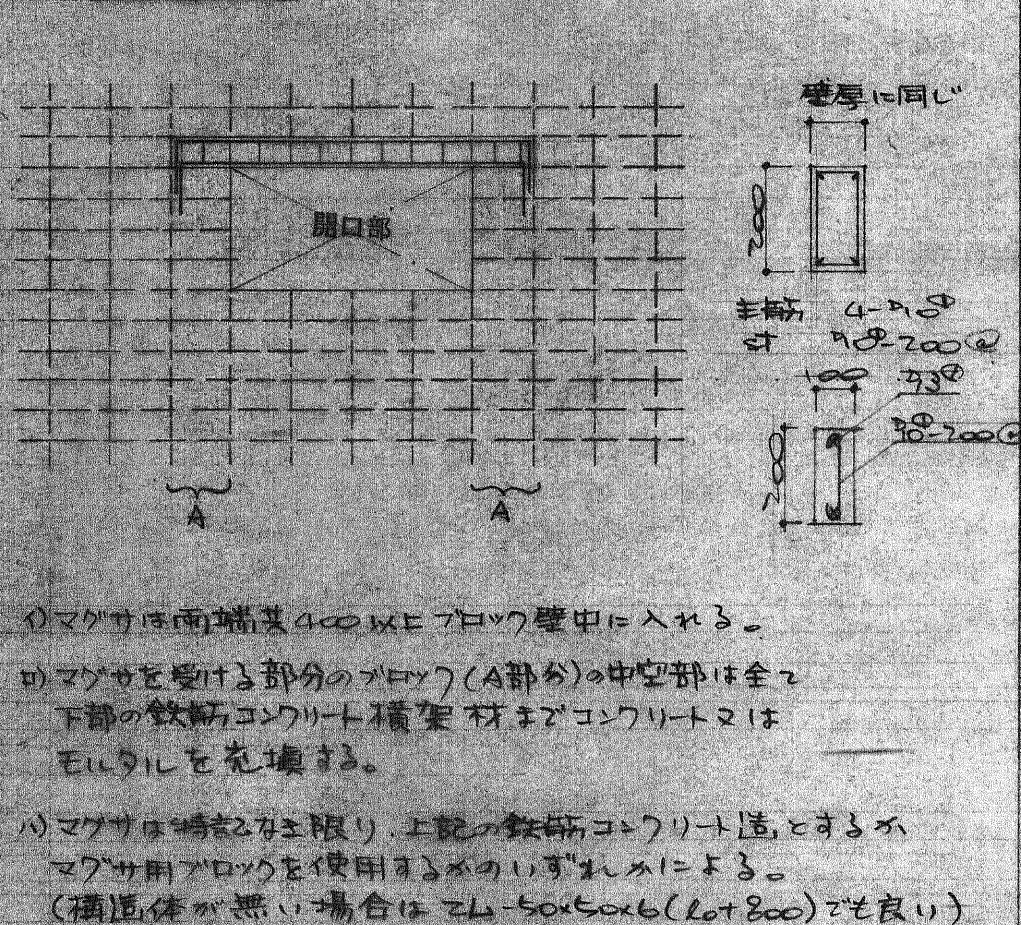 壁厚に同じ
開口部
200
主筋 4-D10
st D10-200@
100
D13
D10-200@
200
A
A
イ)マグサは両端共400以上ブロック壁中に入れる。
ロ)マグサを受ける部分のブロック(A部分)の中空部は全て
下部の鉄筋コンクリート横架材までコンクリート又は
モルタルを充塡する。
ハ)マグサは特記なき限り、上記の鉄筋コンクリート造とするか、
マグサ用ブロックを使用するかのいずれかによる。
(構造体が無い場合は 2L-50×50×6(ℓ0+800)でも良い)